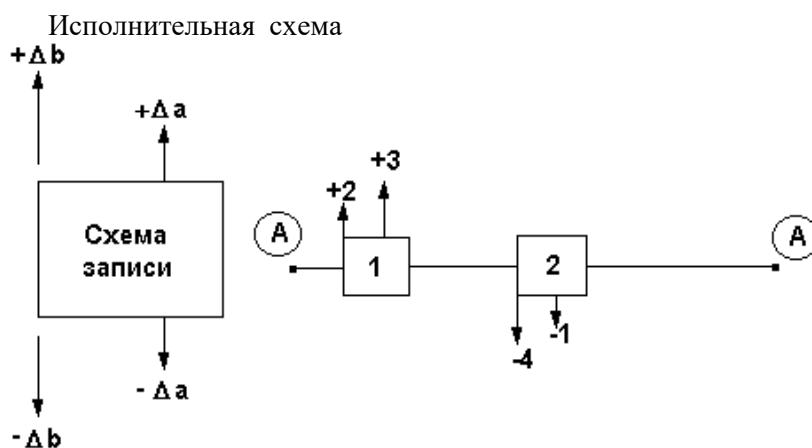 Исполнительная схема
+Δb
+Δa
Схема
записи
- Δa
-Δb
A
+2
+3
1
2
-4
-1
A